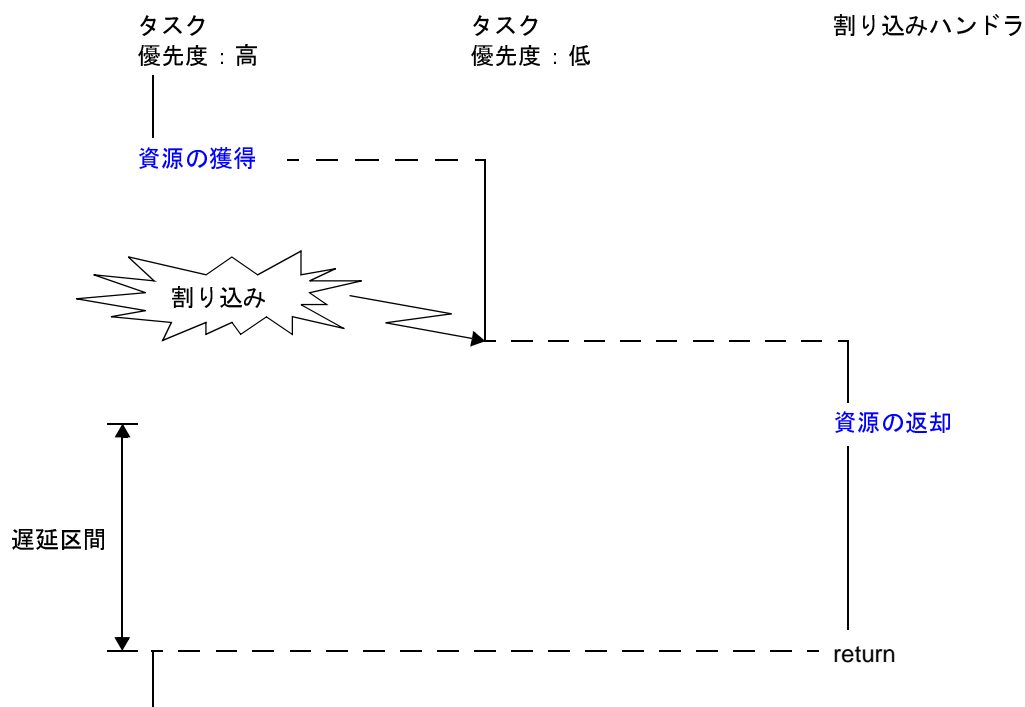 タスク
優先度：高
タスク
優先度：低
割り込みハンドラ
資源の獲得
割り込み
資源の返却
遅延区間
return